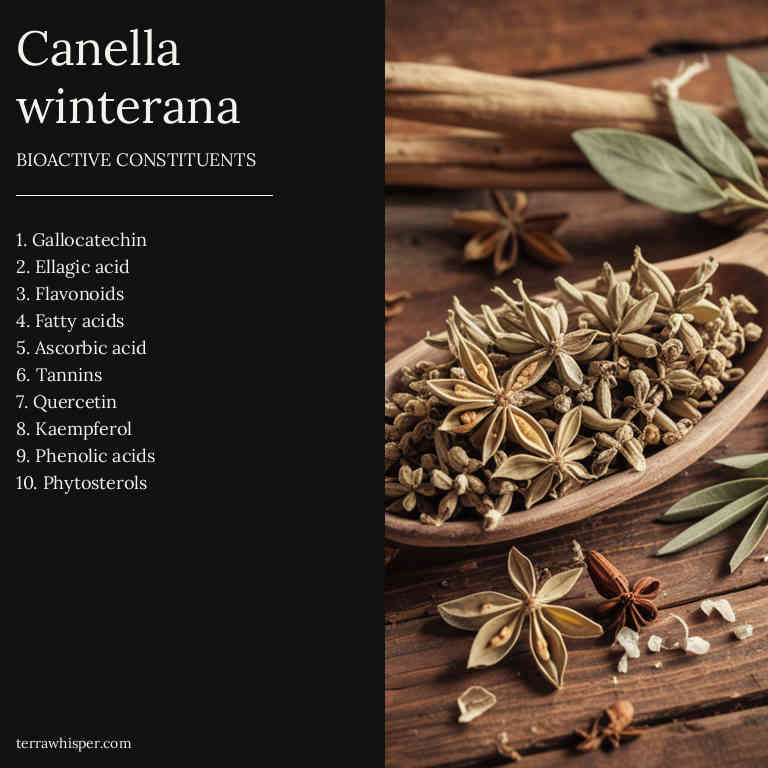 Canella
winterana
BIOACTIVE CONSTITUENTS
1. Gallocatechin
2. Ellagic acid
3. Flavonoids
4. Fatty acids
5. Ascorbic acid
6. Tannins
7. Quercetin
8. Kaempferol
9. Phenolic acids
10. Phytosterols
terrawhisper.com